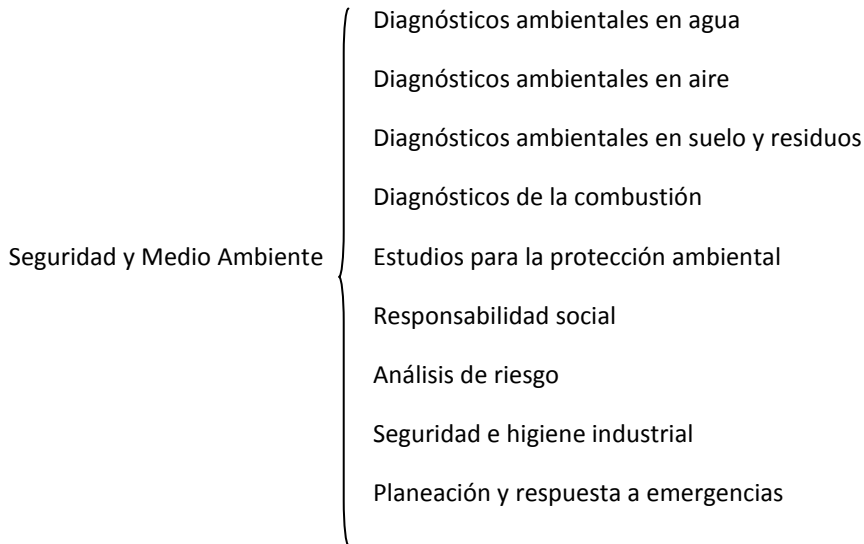 Diagnósticos ambientales en agua
Diagnósticos ambientales en aire
Diagnósticos ambientales en suelo y residuos
Diagnósticos de la combustión
Seguridad y Medio Ambiente
Estudios para la protección ambiental
Responsabilidad social
Análisis de riesgo
Seguridad e higiene industrial
Planeación y respuesta a emergencias